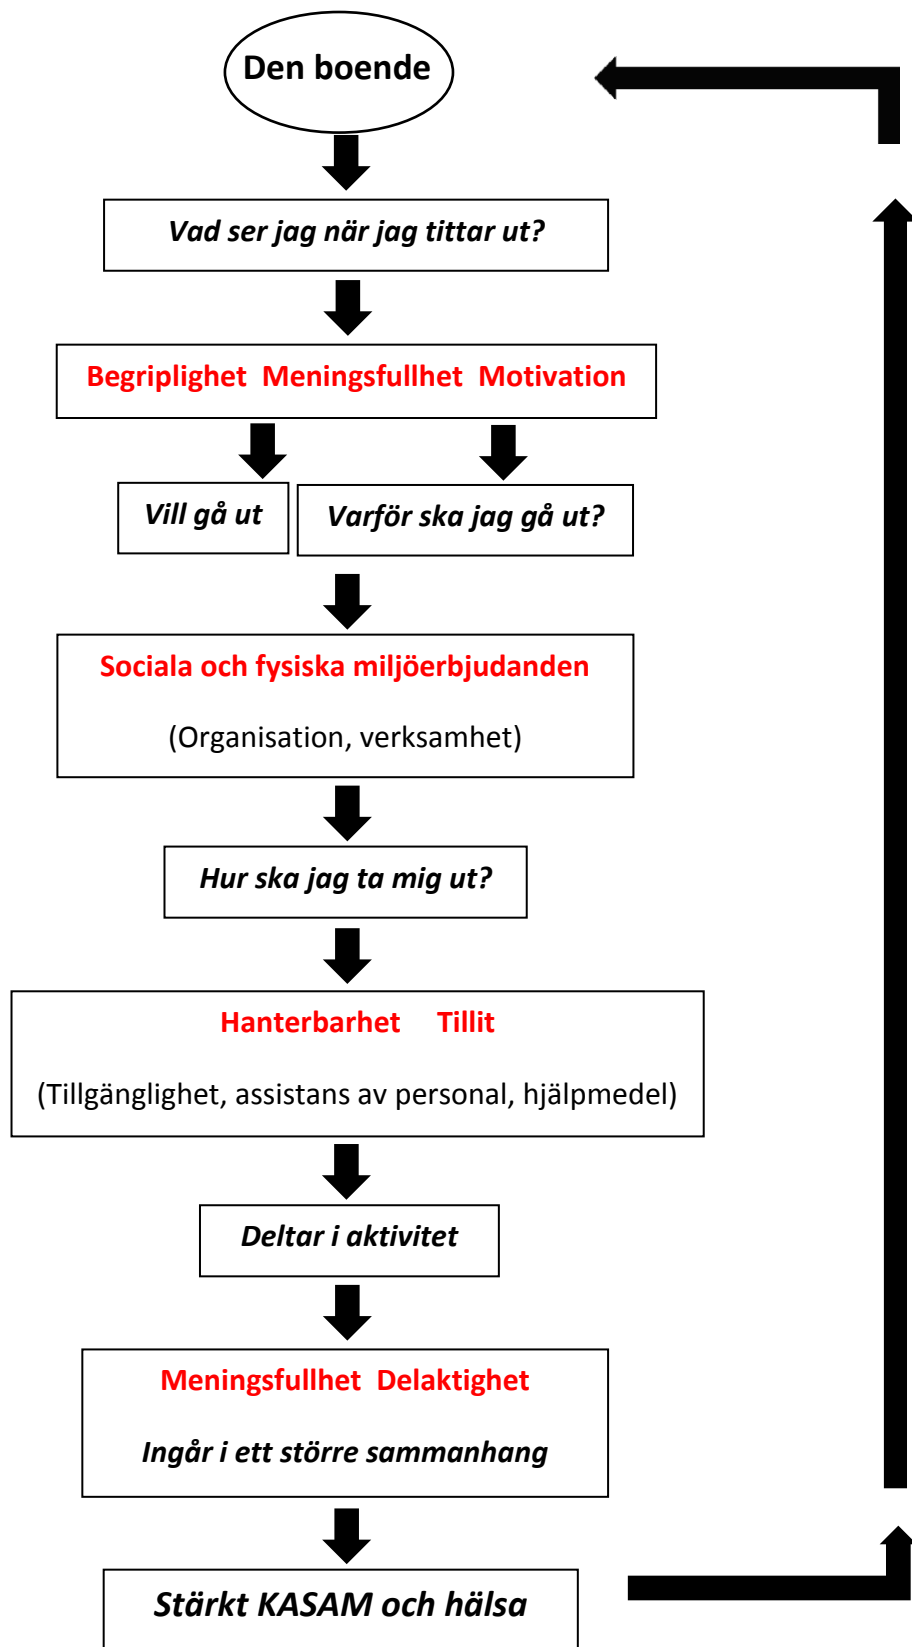 Den boende
Vad ser jag när jag tittar ut?
Begriplighet Meningsfullhet Motivation
Vill gå ut
Varför ska jag gå ut?
Sociala och fysiska miljöerbjudanden
(Organisation, verksamhet)
Hur ska jag ta mig ut?
Hanterbarhet Tillit
(Tillgänglighet, assistans av personal, hjälpmedel)
Deltar i aktivitet
Meningsfullhet Delaktighet
Ingår i ett större sammanhang
Stärkt KASAM och hälsa